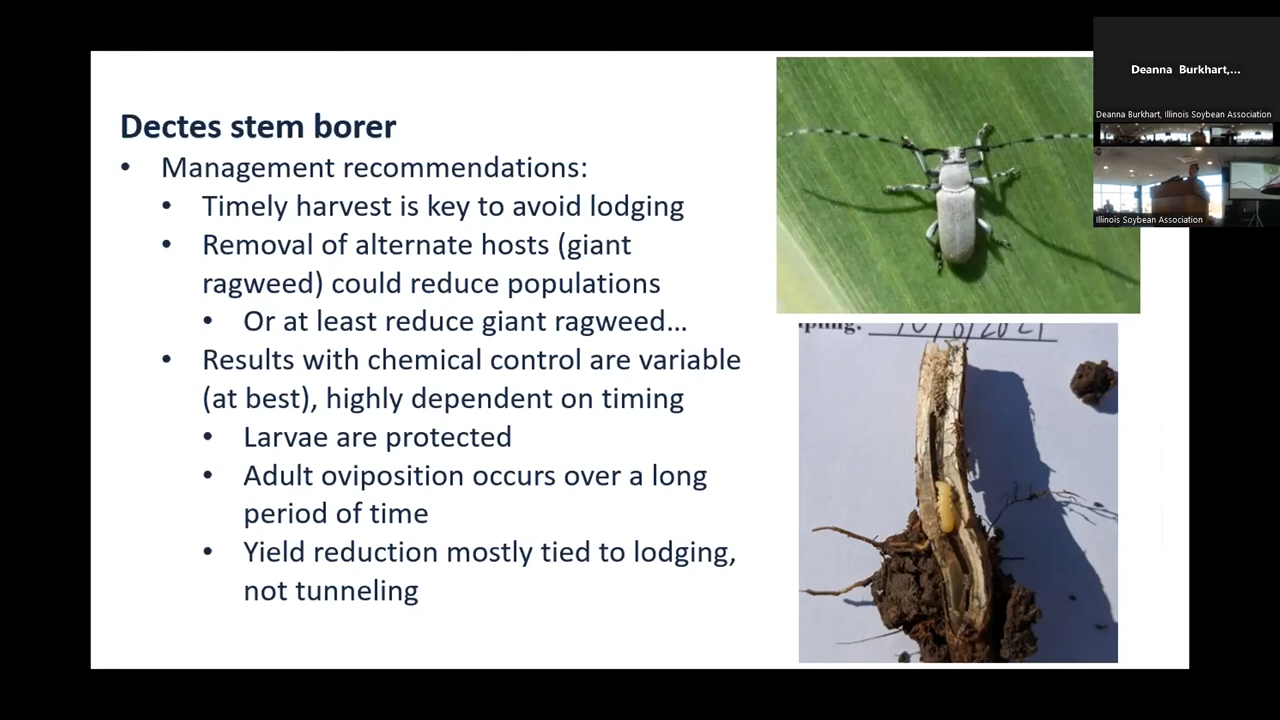 Dectes stem borer
• Management recommendations:
• Timely harvest is key to avoid lodging
• Removal of alternate hosts (giant
ragweed) could reduce populations
• Or at least reduce giant ragweed...
• Results with chemical control are variable
(at best), highly dependent on timing
• Larvae are protected
• Adult oviposition occurs over a long
period of time
• Yield reduction mostly tied to lodging,
not tunneling
Deanna Burkhart,...
Deanna Burkhart, Illinois Soybean Association
Illinois Soybean Association